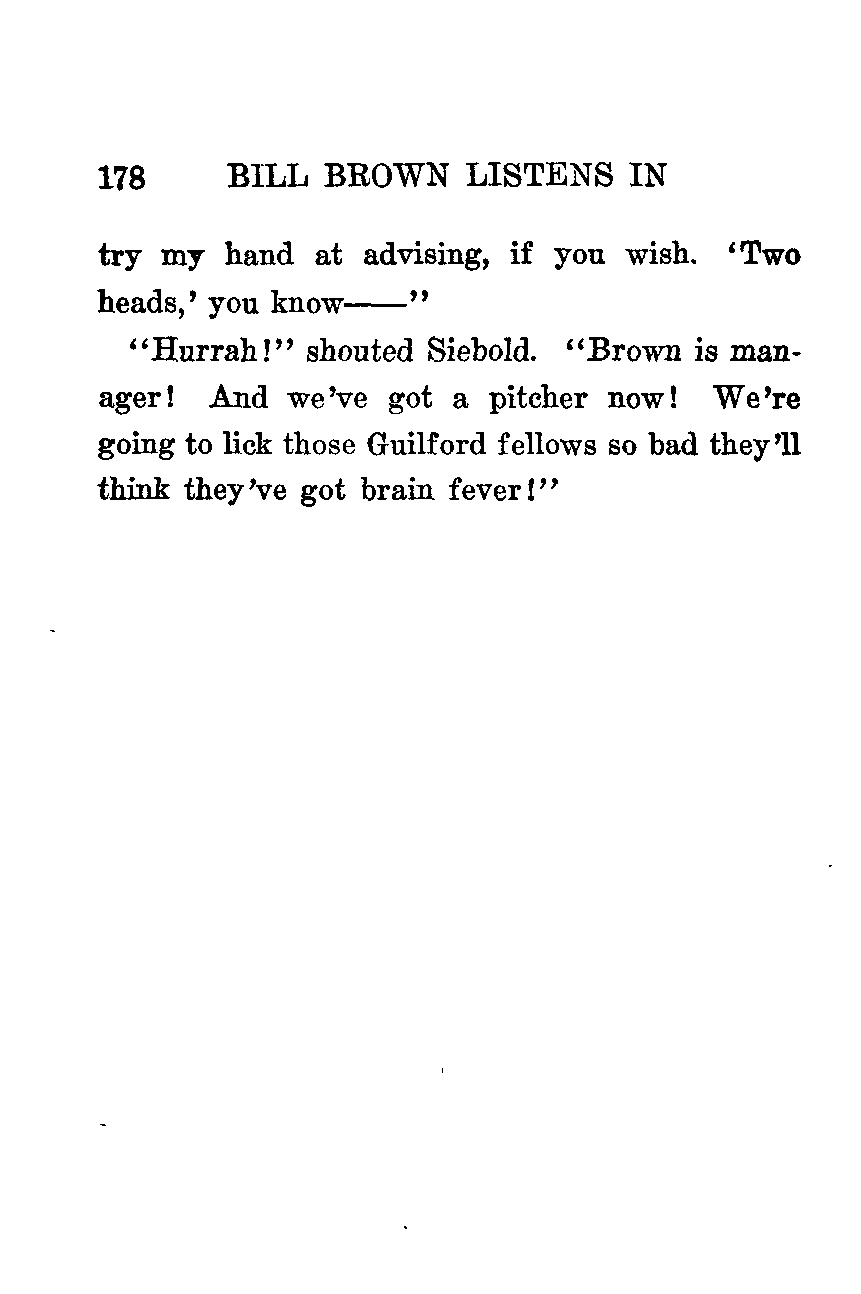 178 BILL BROWN LISTENS IN
try my hand at advising, if you wish. ‘Two
heads,’ you know——”
“Hurrah!” shouted Siebold. “Brown is man-
ager! And we’ve got a pitcher now! We’re
going to lick those Guilford fellows so bad they’ll
think they’ve got brain fever!”